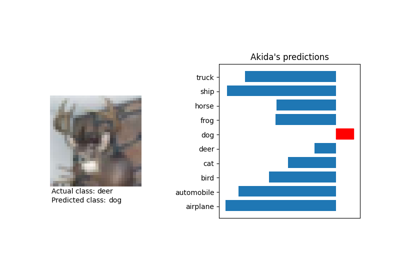 Akida's predictions
truck
ship
horse
frog
dog
deer
cat
bird
automobile
airplane
Actual class: deer
Predicted class: dog